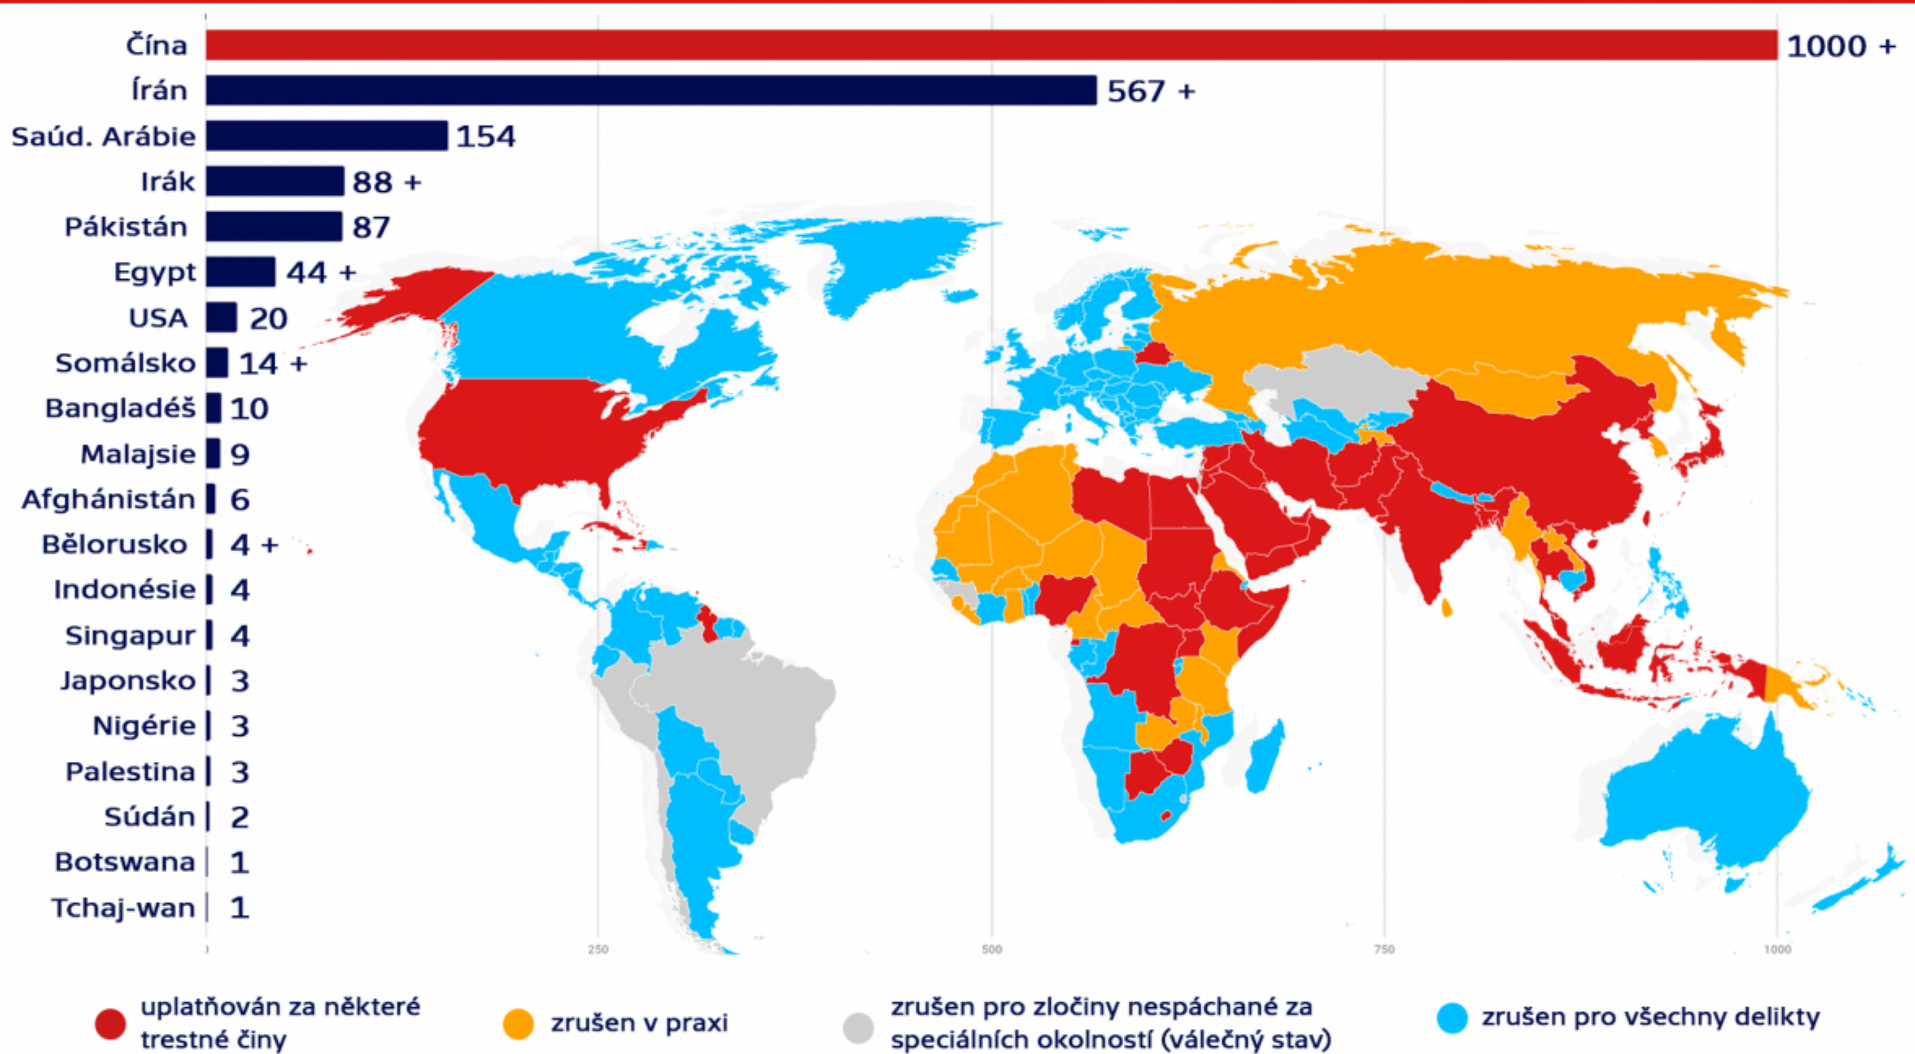 Čína 1000 +
Írán 567 +
Saúd. Arábie 154
Irák 88 +
Pákistán 87
Egypt 44 +
USA 20
Somálsko 14 +
Bangladéš 10
Malajsie 9
Afghánistán 6
Bělorusko 4 +
Indonésie 4
Singapur 4
Japonsko 3
Nigérie 3
Palestina 3
Súdán 2
Botswana 1
Tchaj-wan 1
250 500 750 1000
uplatňován za některé
trestné činy
zrušen v praxi
zrušen pro zločiny nespáchané za
speciálních okolností (válečný stav)
zrušen pro všechny delikty